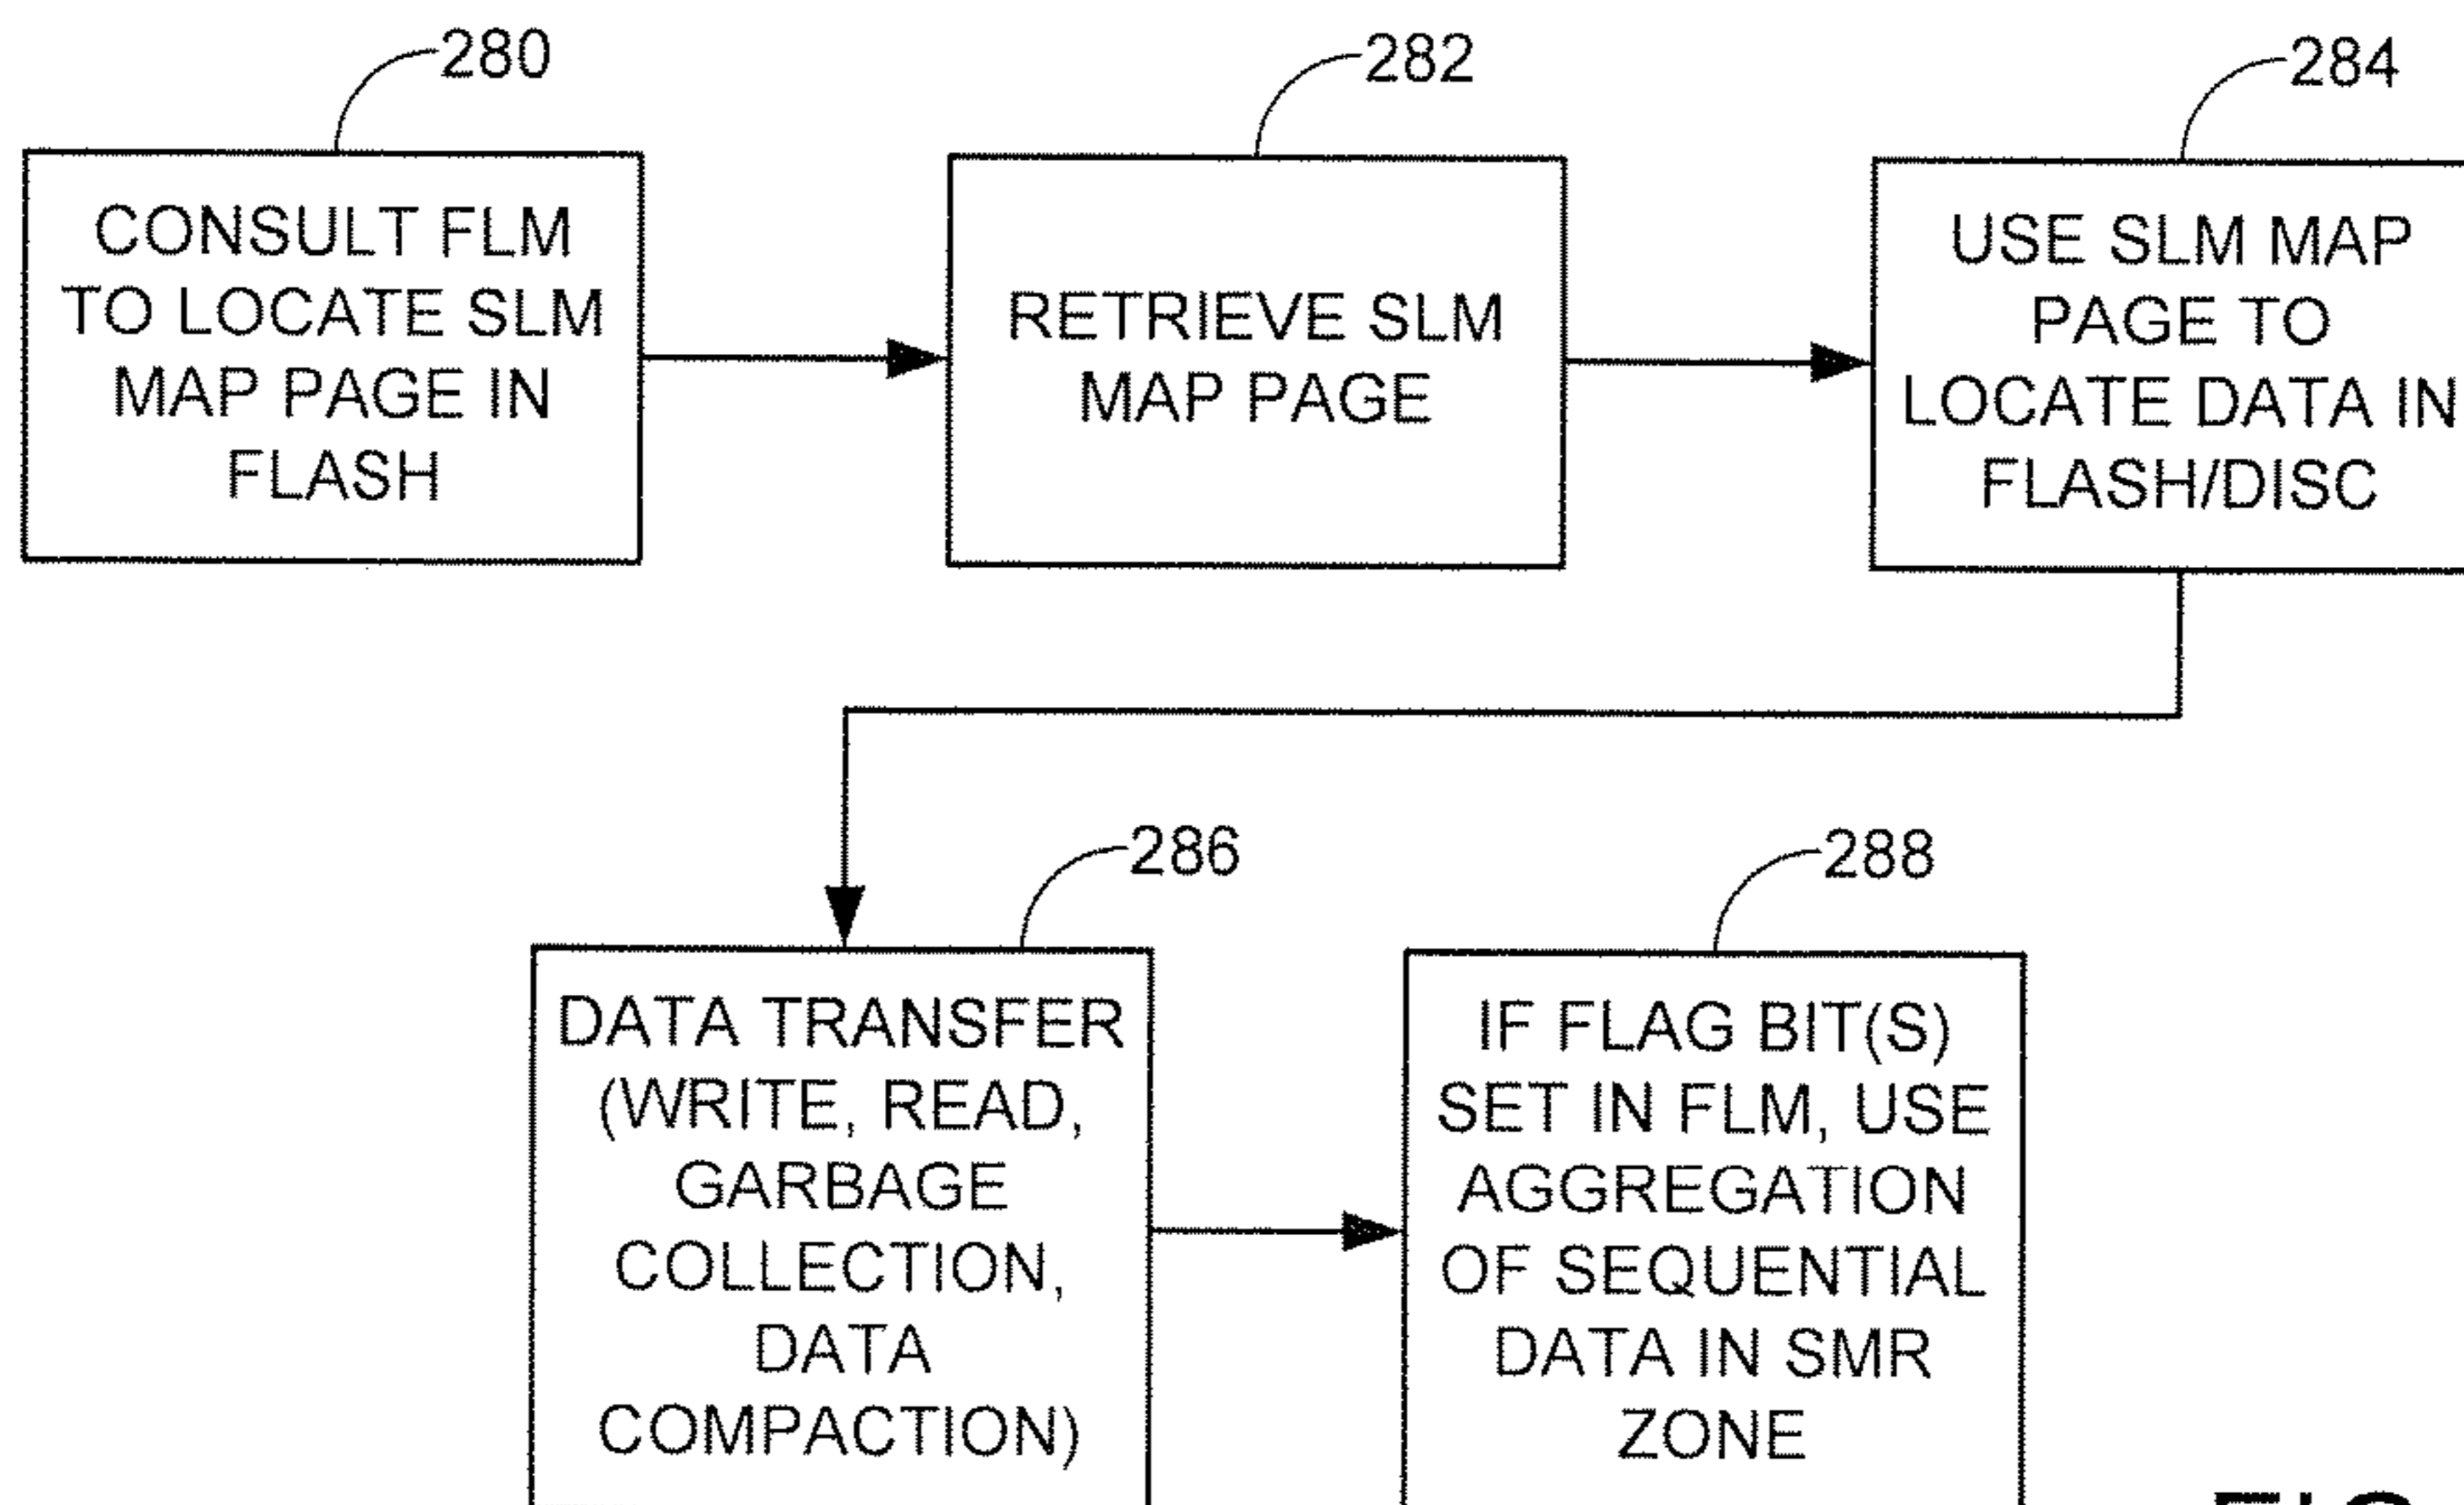 280
CONSULT FLM
TO LOCATE SLM
MAP PAGE IN
FLASH
282
RETRIEVE SLM
MAP PAGE
284
USE SLM MAP
PAGE TO
LOCATE DATA IN
FLASH/DISC
286
DATA TRANSFER
(WRITE, READ,
GARBAGE
COLLECTION,
DATA
COMPACTION)
288
IF FLAG BIT(S)
SET IN FLM, USE
AGGREGATION
OF SEQUENTIAL
DATA IN SMR
ZONE